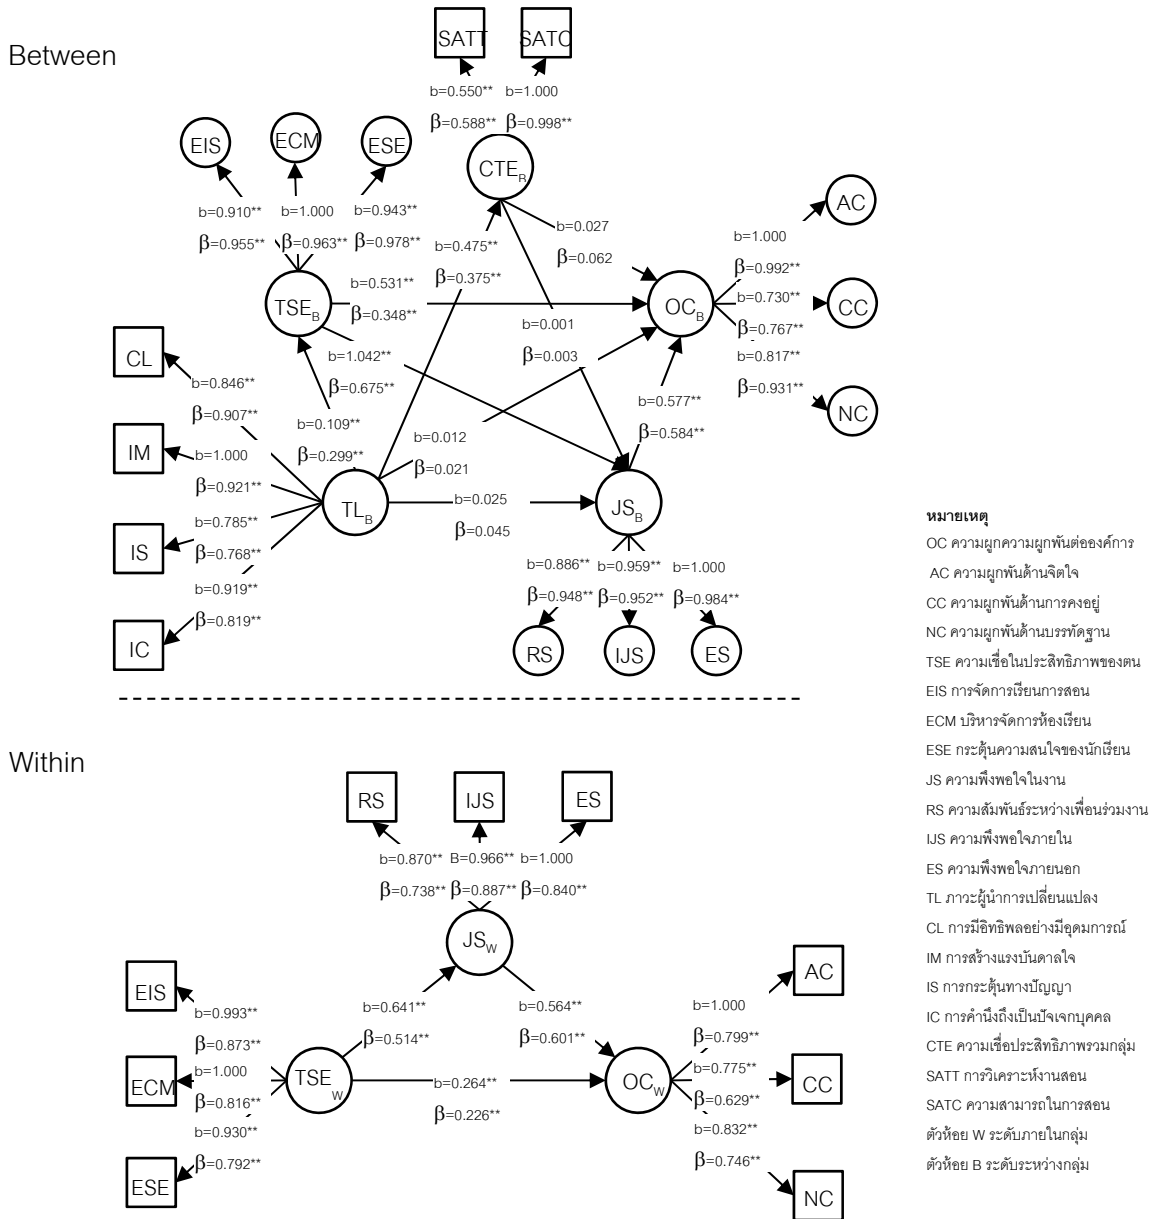 Between
SATT SATC
b=0.550** b=1.000
β=0.588** β=0.998**
EIS ECM ESE
CTE_B
AC
b=0.910** b=1.000 b=0.943**
β=0.955** β=0.963** β=0.978**
b=0.475**
β=0.375**
b=0.027
β=0.062
b=1.000
β=0.992**
TSE_B
b=0.531**
β=0.348**
OC_B
b=0.730**
β=0.767**
CC
b=0.001
β=0.003
b=0.817**
β=0.931**
NC
CL
b=0.846**
β=0.907**
b=1.042**
β=0.675**
b=0.577**
β=0.584**
b=0.109**
β=0.299**
b=0.012
β=0.021
IM
b=1.000
β=0.921**
TL_B
b=0.025
β=0.045
JS_B
IS
b=0.785**
β=0.768**
b=0.919**
β=0.819**
IC
b=0.886** b=0.959** b=1.000
β=0.948** β=0.952** β=0.984**
RS IJS ES
Within
RS IJS ES
b=0.870** B=0.966** b=1.000
β=0.738** β=0.887** β=0.840**
JS_W
EIS
b=0.993**
β=0.873**
b=0.641**
β=0.514**
b=0.564**
β=0.601**
AC
b=1.000
β=0.799**
ECM
b=1.000
β=0.816**
TSE_W
b=0.264**
β=0.226**
OC_W
b=0.775**
β=0.629**
CC
b=0.930**
β=0.792**
ESE
b=0.832**
β=0.746**
NC
หมายเหตุ
OC ความผูกความผูกพันต่อองค์การ
AC ความผูกพันด้านจิตใจ
CC ความผูกพันด้านการคงอยู่
NC ความผูกพันด้านบรรทัดฐาน
TSE ความเชื่อในประสิทธิภาพของตน
EIS การจัดการเรียนการสอน
ECM บริหารจัดการห้องเรียน
ESE กระตุ้นความสนใจของนักเรียน
JS ความพึงพอใจในงาน
RS ความสัมพันธ์ระหว่างเพื่อนร่วมงาน
IJS ความพึงพอใจภายใน
ES ความพึงพอใจภายนอก
TL ภาวะผู้นำการเปลี่ยนแปลง
CL การมีอิทธิพลอย่างมีอุดมการณ์
IM การสร้างแรงบันดาลใจ
IS การกระตุ้นทางปัญญา
IC การคำนึงถึงเป็นปัจเจกบุคคล
CTE ความเชื่อประสิทธิภาพรวมกลุ่ม
SATT การวิเคราะห์งานสอน
SATC ความสามารถในการสอน
ตัวห้อย W ระดับภายในกลุ่ม
ตัวห้อย B ระดับระหว่างกลุ่ม